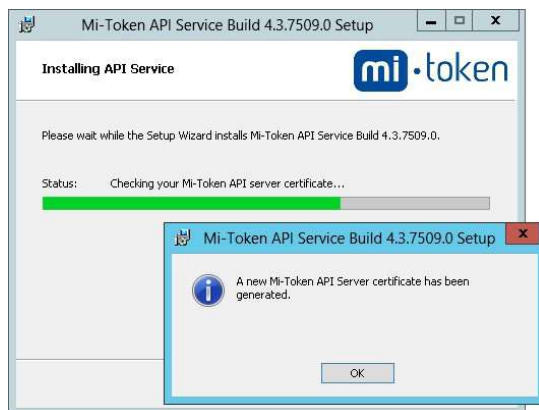 Mi-Token API Service Build 4.3.7509.0 Setup
Installing API Service
mi·token
Please wait while the Setup Wizard installs Mi-Token API Service Build 4.3.7509.0.
Status: Checking your Mi-Token API server certificate...
Mi-Token API Service Build 4.3.7509.0 Setup
A new Mi-Token API Server certificate has been
generated.
OK